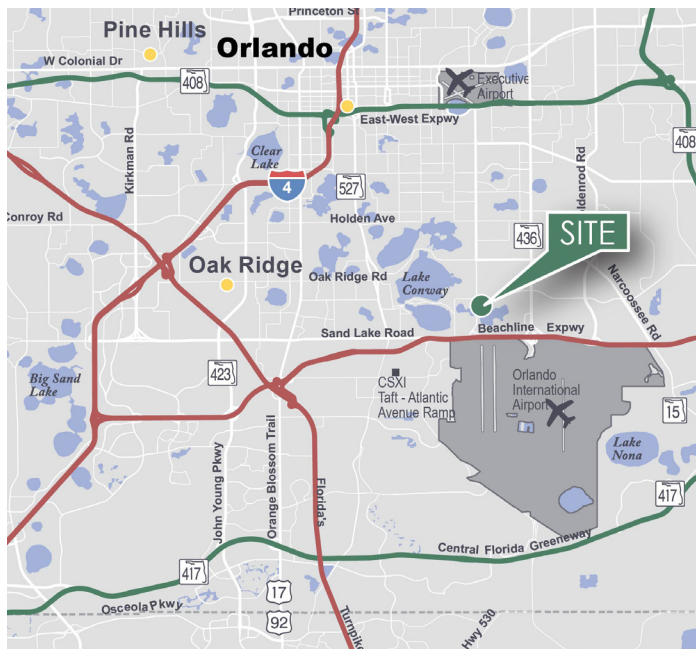 Princeton St
Pine Hills
Orlando
W Colonial Dr
408
Executive
Airport
East-West Expwy
408
Kirkman Rd
Clear
Lake
4
527
ldenrod Rd
Conroy Rd
Holden Ave
436
SITE
Oak Ridge
Oak Ridge Rd
Lake
Conway
Narcoossee Rd
Sand Lake Road
Beachline Expwy
423
Big Sand
Lake
CSXI
Taft - Atlantic
Avenue Ramp
Orlando
International
Airport
15
Lake
Nona
John Young Pkwy
Orange Blossom Trail
Florida's
417
Central Florida Greeneway
417
17
92
Osceola Pkwy
Turnpike
Hwy 530